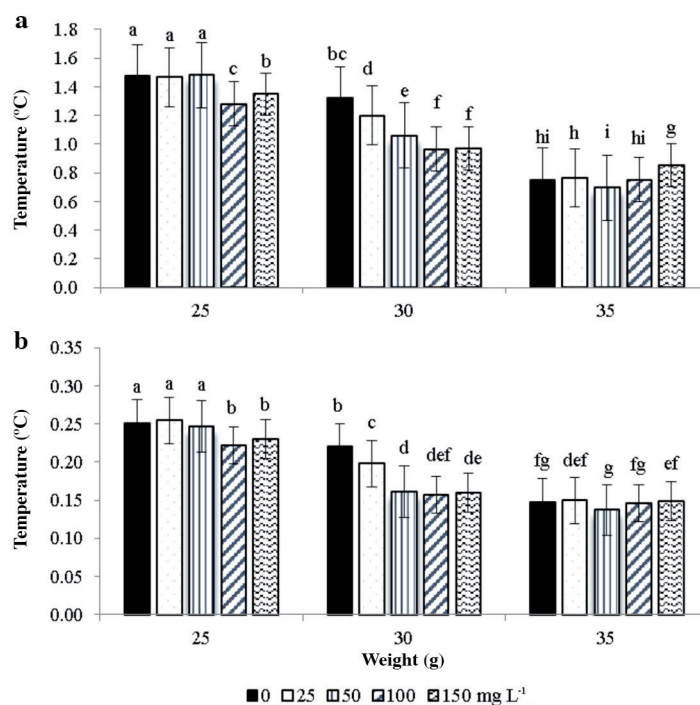 a
Temperature (ºC)
1.8
1.6
1.4
1.2
1.0
0.8
0.6
0.4
0.2
0.0
a a a c b
bc d e f f
hi h i hi g
25 30 35
b
Temperature (ºC)
0.35
0.30
0.25
0.20
0.15
0.10
0.05
0.00
a a a b b
b c d def de
fg def g fg ef
25 30 35
Weight (g)
0 25 50 100 150 mg L⁻¹